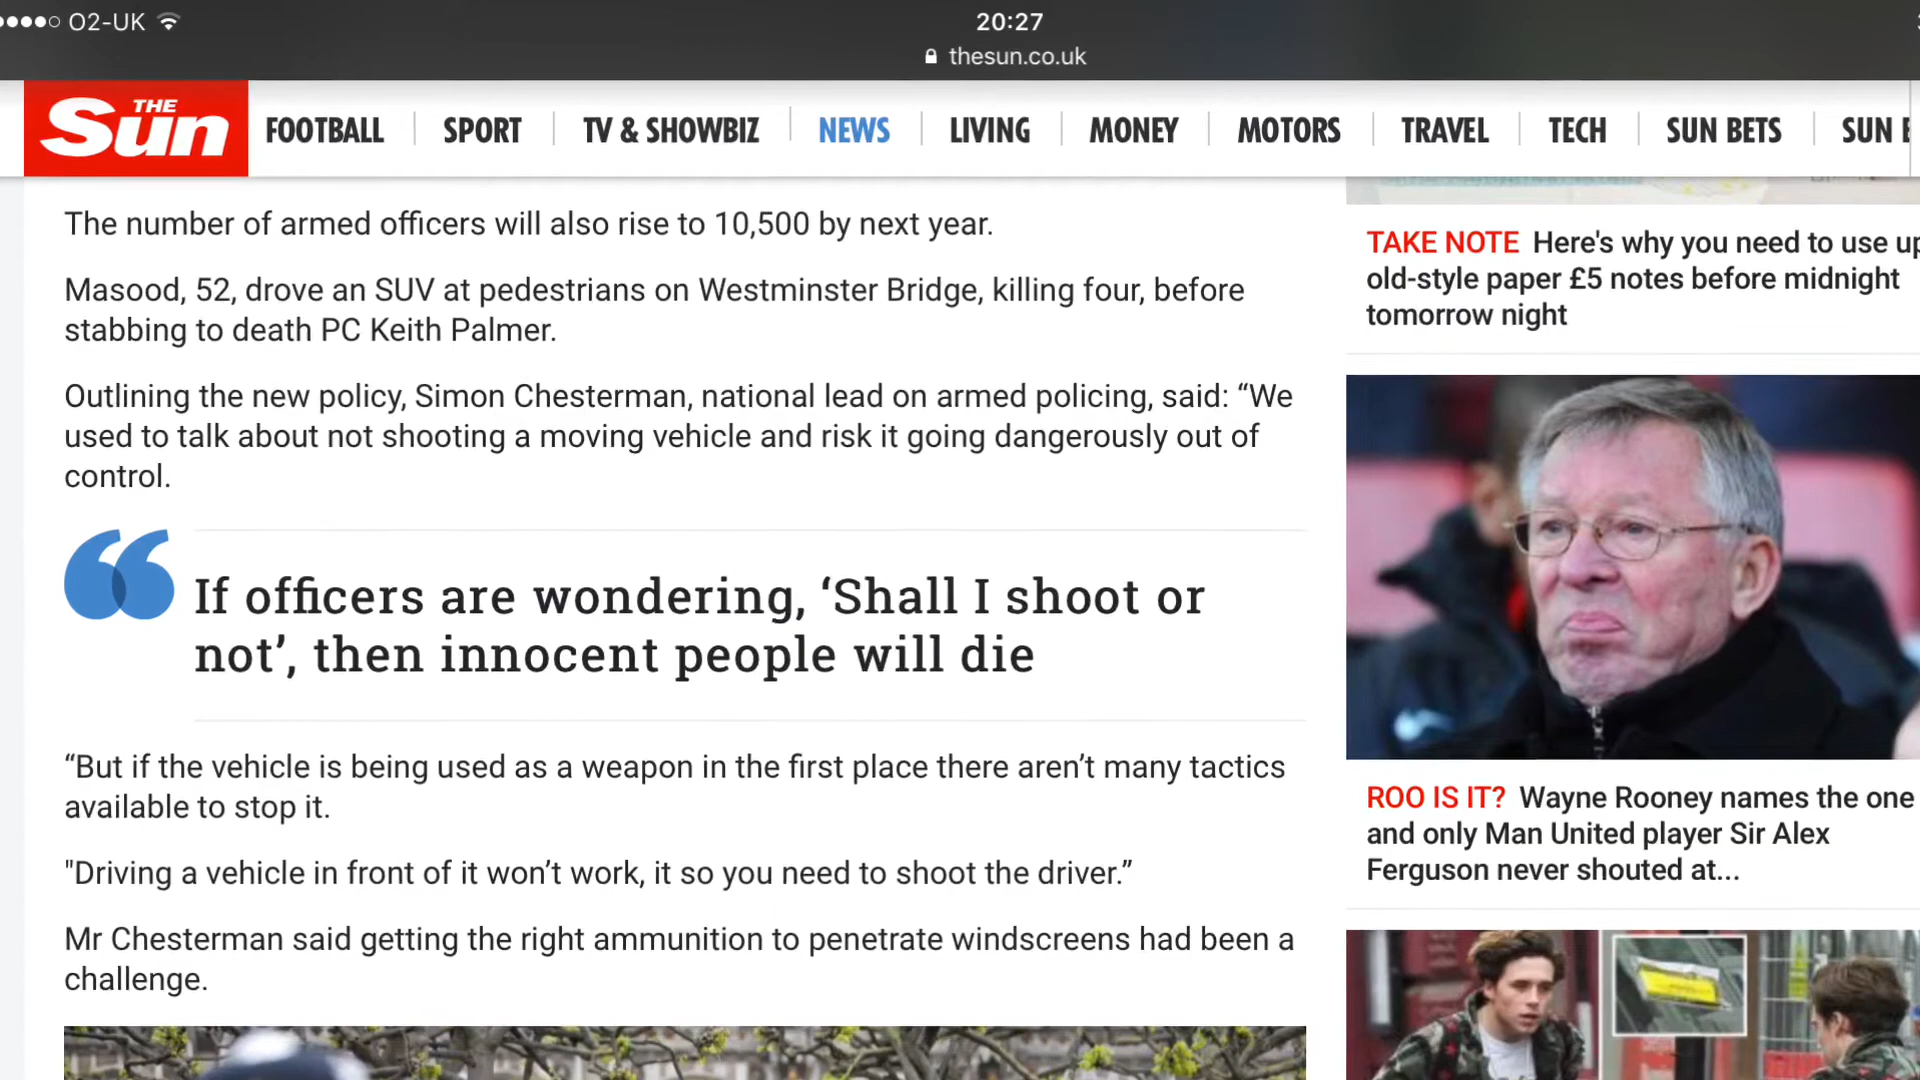 O2-UK
20:27
thesun.co.uk
THE
Sun
FOOTBALL
SPORT
TV & SHOWBIZ
NEWS
LIVING
MONEY
MOTORS
TRAVEL
TECH
SUN BETS
SUN
The number of armed officers will also rise to 10,500 by next year.
Masood, 52, drove an SUV at pedestrians on Westminster Bridge, killing four, before
stabbing to death PC Keith Palmer.
Outlining the new policy, Simon Chesterman, national lead on armed policing, said: “We
used to talk about not shooting a moving vehicle and risk it going dangerously out of
control.
If officers are wondering, ‘Shall I shoot or
not’, then innocent people will die
“But if the vehicle is being used as a weapon in the first place there aren’t many tactics
available to stop it.
"Driving a vehicle in front of it won’t work, it so you need to shoot the driver.”
Mr Chesterman said getting the right ammunition to penetrate windscreens had been a
challenge.
TAKE NOTE Here's why you need to use up
old-style paper £5 notes before midnight
tomorrow night
ROO IS IT? Wayne Rooney names the one
and only Man United player Sir Alex
Ferguson never shouted at...